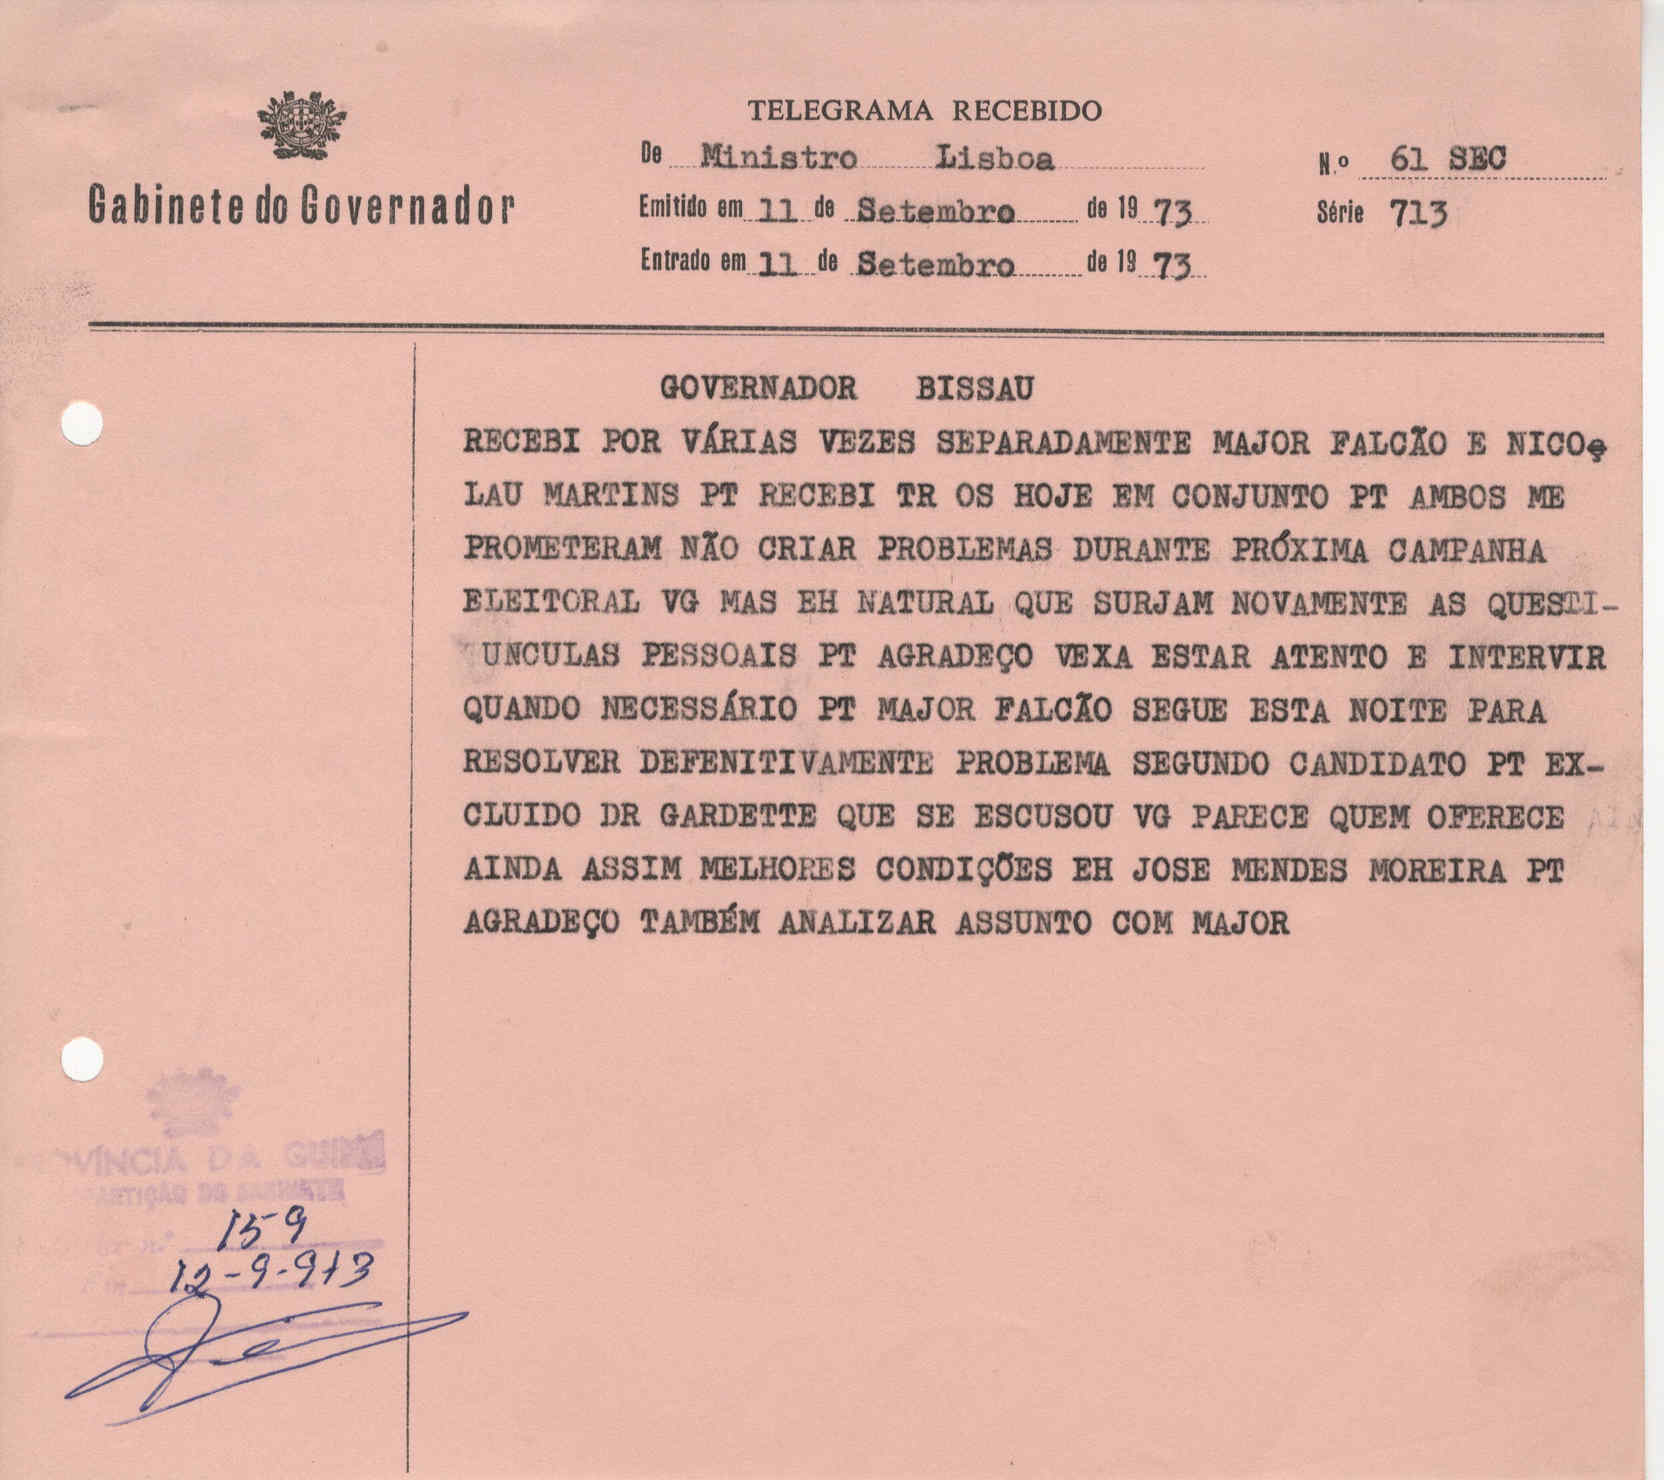 TELEGRAMA RECEBIDO
De Ministro Lisboa
N.º 61 SEC
Gabinete do Governador
Emitido em 11 de Setembro de 19 73
Série 713
Entrado em 11 de Setembro de 19 73
GOVERNADOR BISSAU
RECEBI POR VÁRIAS VEZES SEPARADAMENTE MAJOR FALCÃO E NICO-
LAU MARTINS PT RECEBI TR OS HOJE EM CONJUNTO PT AMBOS ME
PROMETERAM NÃO CRIAR PROBLEMAS DURANTE PRÓXIMA CAMPANHA
ELEITORAL VG MAS EH NATURAL QUE SURJAM NOVAMENTE AS QUESTI-
UNCULAS PESSOAIS PT AGRADEÇO VEXA ESTAR ATENTO E INTERVIR
QUANDO NECESSÁRIO PT MAJOR FALCÃO SEGUE ESTA NOITE PARA
RESOLVER DEFENITIVAMENTE PROBLEMA SEGUNDO CANDIDATO PT EX-
CLUIDO DR GARDETTE QUE SE ESCUSOU VG PARECE QUEM OFERECE
AINDA ASSIM MELHORES CONDIÇÕES EH JOSE MENDES MOREIRA PT
AGRADEÇO TAMBÉM ANALIZAR ASSUNTO COM MAJOR
VÍNCIA DA GUINÉ
ARTIÇÃO DO GABINETE
n.º 159
Em 12-9-973